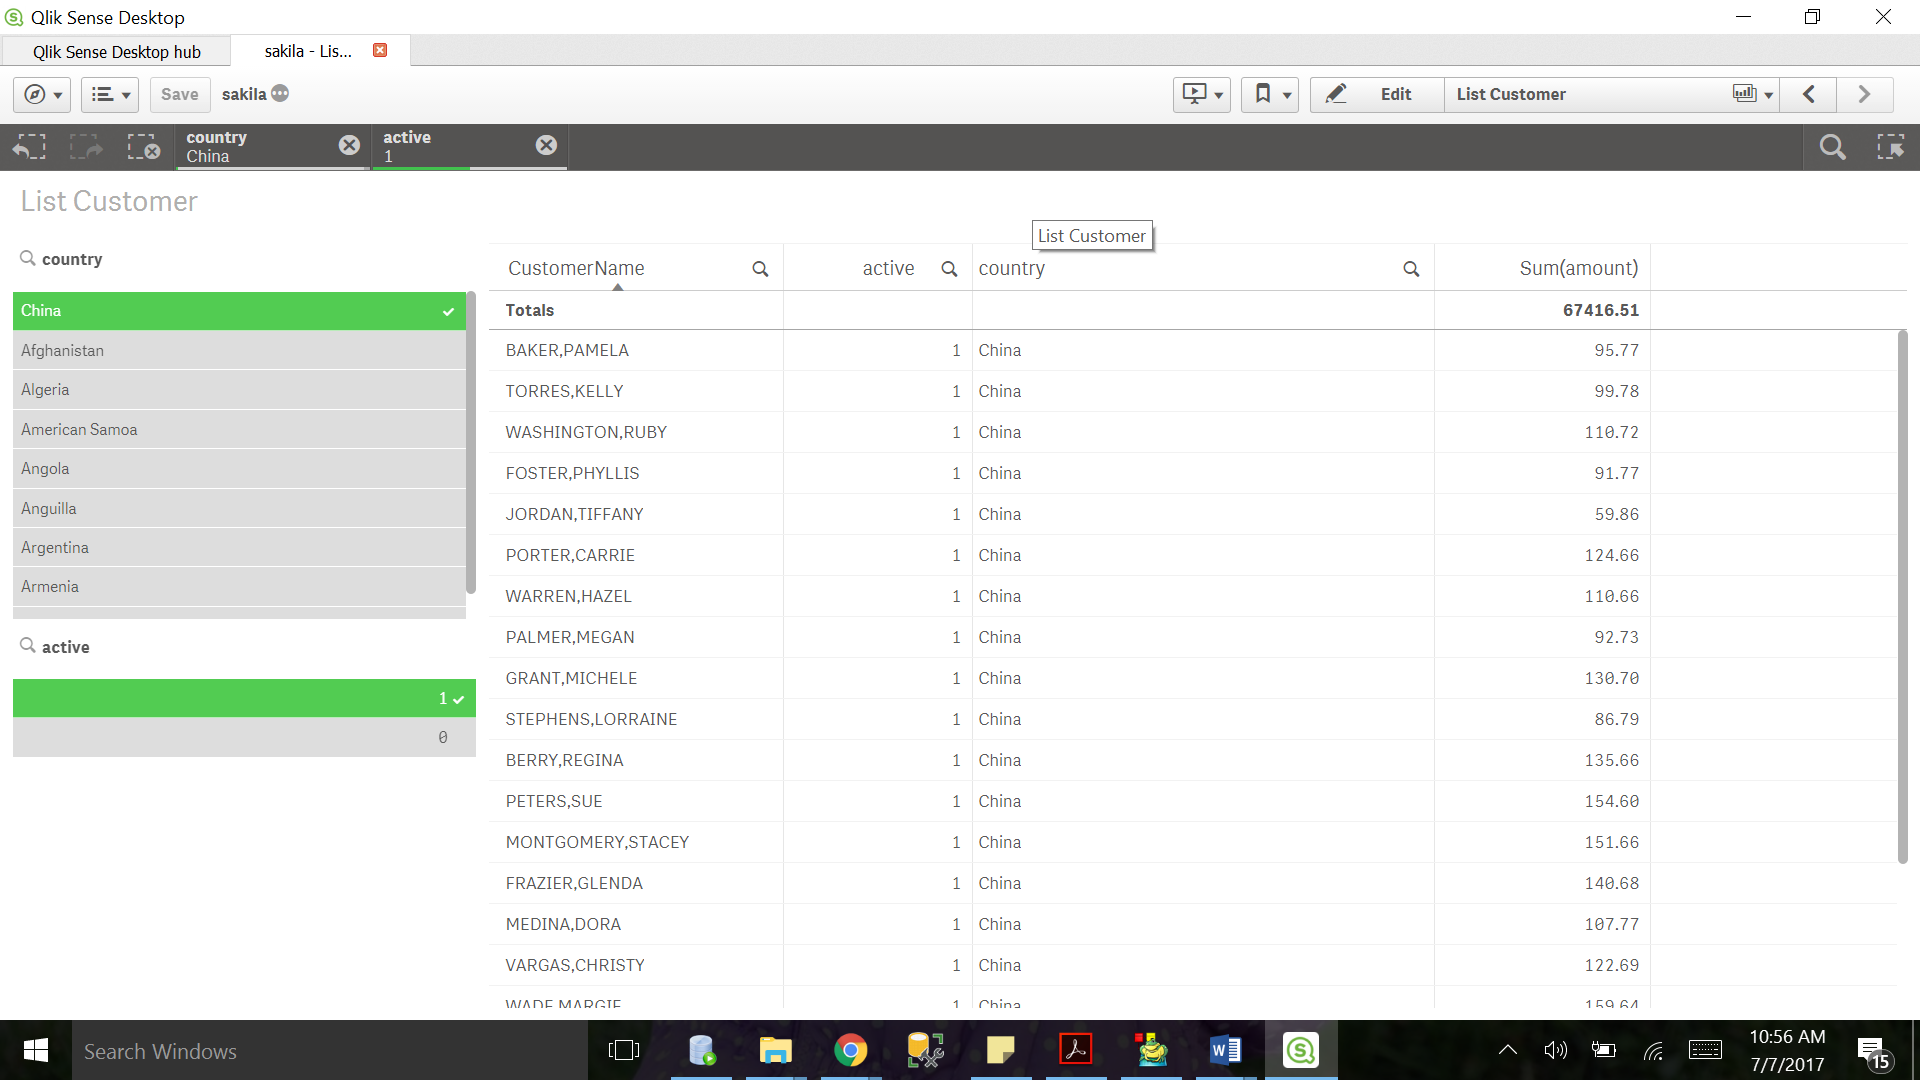 Qlik Sense Desktop
Qlik Sense Desktop hub
sakila - Lis...
Save
sakila
Edit
List Customer
country
China
active
1
List Customer
List Customer
country
China
Afghanistan
Algeria
American Samoa
Angola
Anguilla
Argentina
Armenia
active
1
0
CustomerName active country Sum(amount)
Totals 67416.51
BAKER,PAMELA 1 China 95.77
TORRES,KELLY 1 China 99.78
WASHINGTON,RUBY 1 China 110.72
FOSTER,PHYLLIS 1 China 91.77
JORDAN,TIFFANY 1 China 59.86
PORTER,CARRIE 1 China 124.66
WARREN,HAZEL 1 China 110.66
PALMER,MEGAN 1 China 92.73
GRANT,MICHELE 1 China 130.70
STEPHENS,LORRAINE 1 China 86.79
BERRY,REGINA 1 China 135.66
PETERS,SUE 1 China 154.60
MONTGOMERY,STACEY 1 China 151.66
FRAZIER,GLENDA 1 China 140.68
MEDINA,DORA 1 China 107.77
VARGAS,CHRISTY 1 China 122.69
WADE,MARGIE 1 China 159.64
Search Windows
10:56 AM
7/7/2017
15